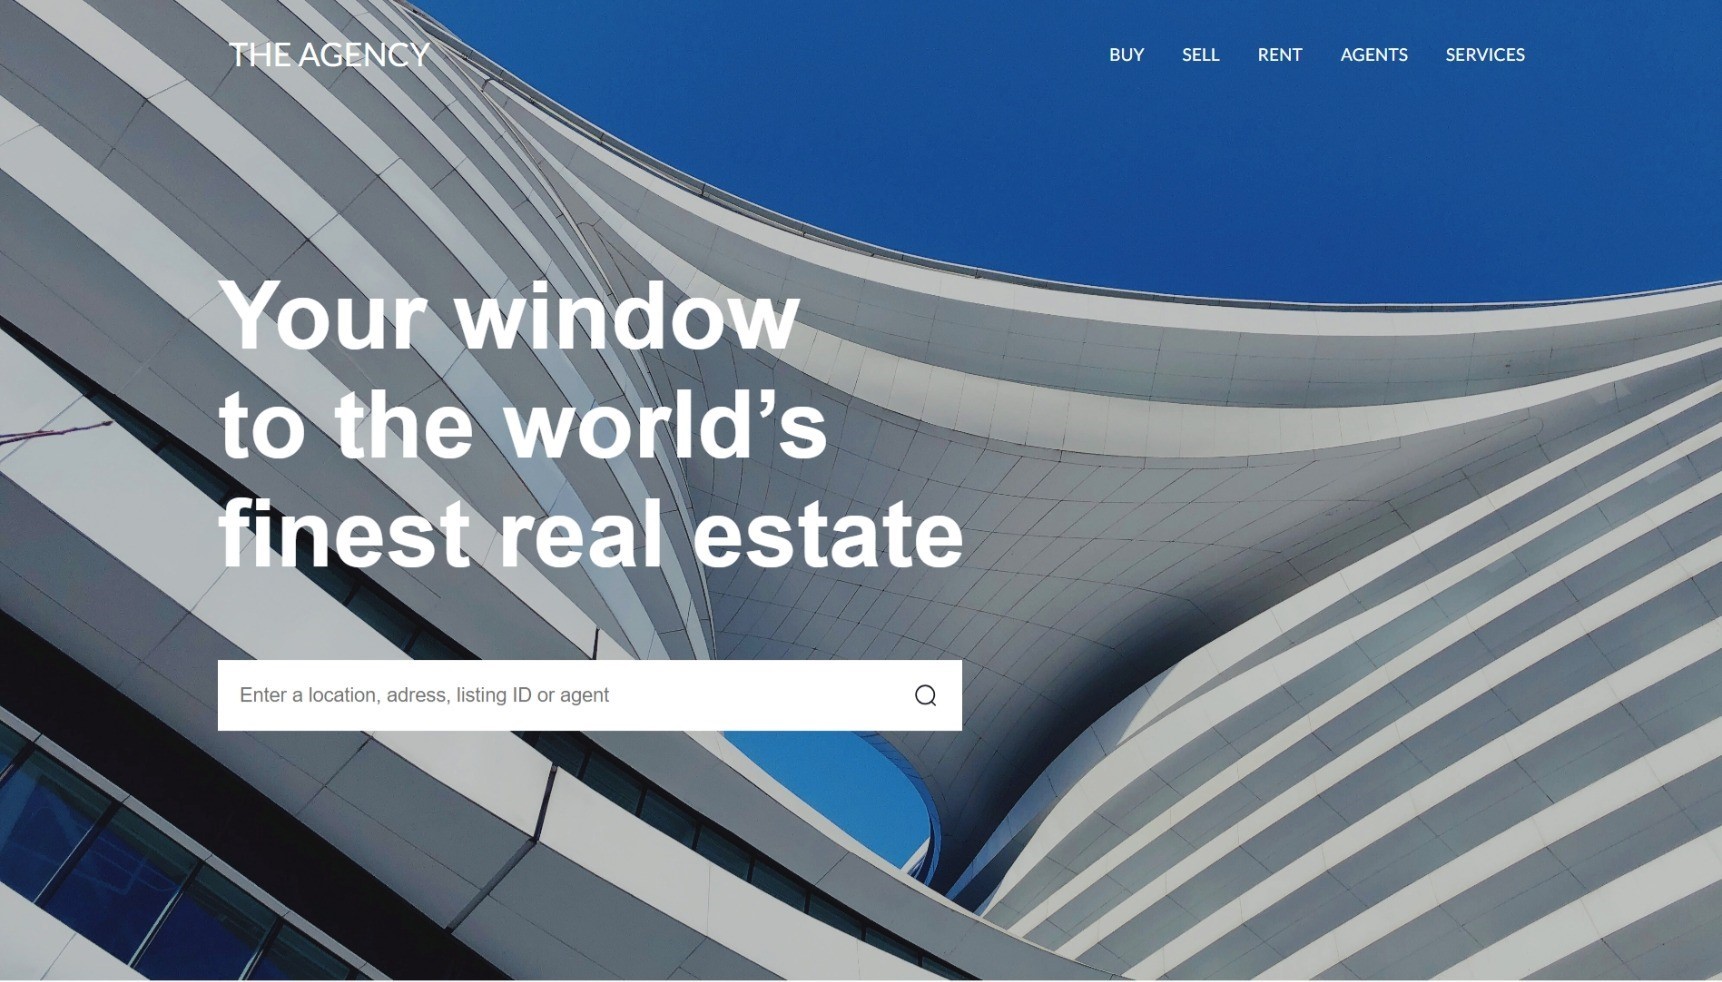 THE AGENCY
BUY SELL RENT AGENTS SERVICES
Your window
to the world’s
finest real estate
Enter a location, adress, listing ID or agent